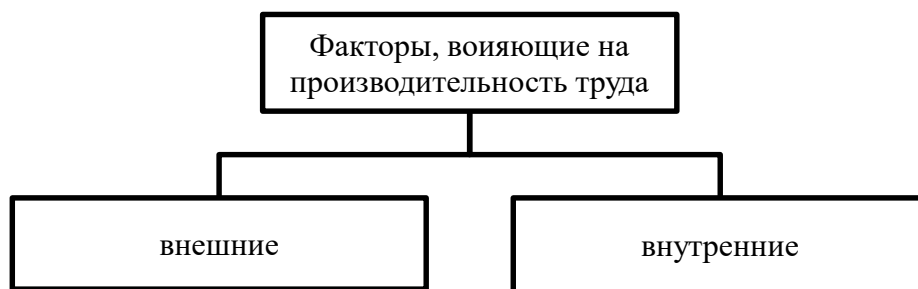 Факторы, воияющие на
производительность труда
внешние
внутренние